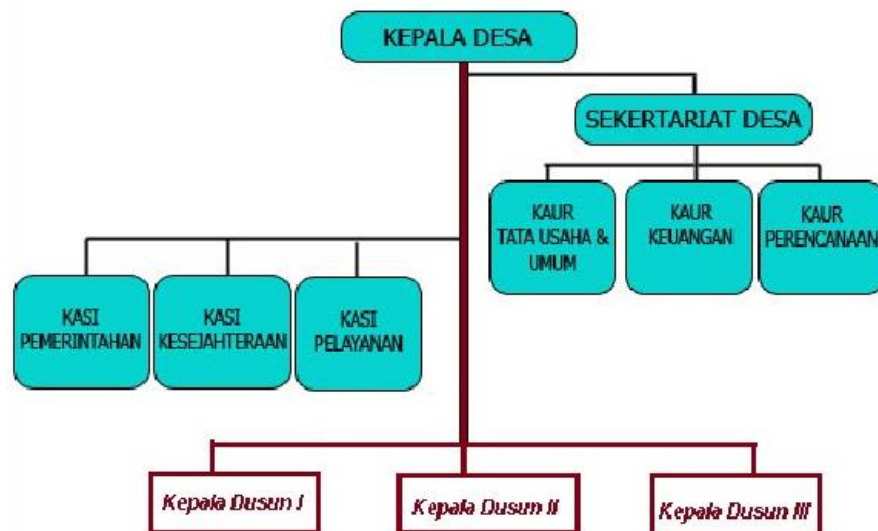 KEPALA DESA
SEKERTARIAT DESA
KAUR
TATA USAHA &
UMUM
KAUR
KEUANGAN
KAUR
PERENCANAAN
KASI
PEMERINTAHAN
KASI
KESEJAHTERAAN
KASI
PELAYANAN
Kepala Dusun I
Kepala Dusun II
Kepala Dusun III